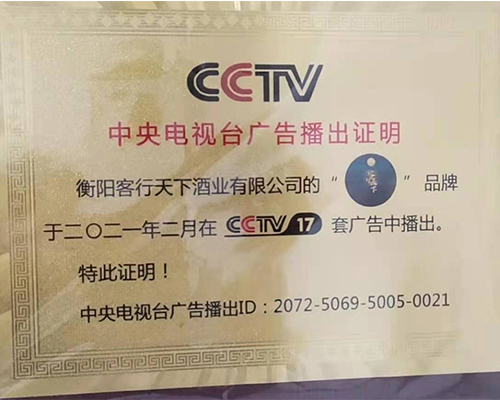 CCTV
中央电视台广告播出证明
衡阳客行天下酒业有限公司的“ ”品牌
于二〇二一年二月在 CCTV 17 套广告中播出。
特此证明！
中央电视台广告播出ID：2072-5069-5005-0021